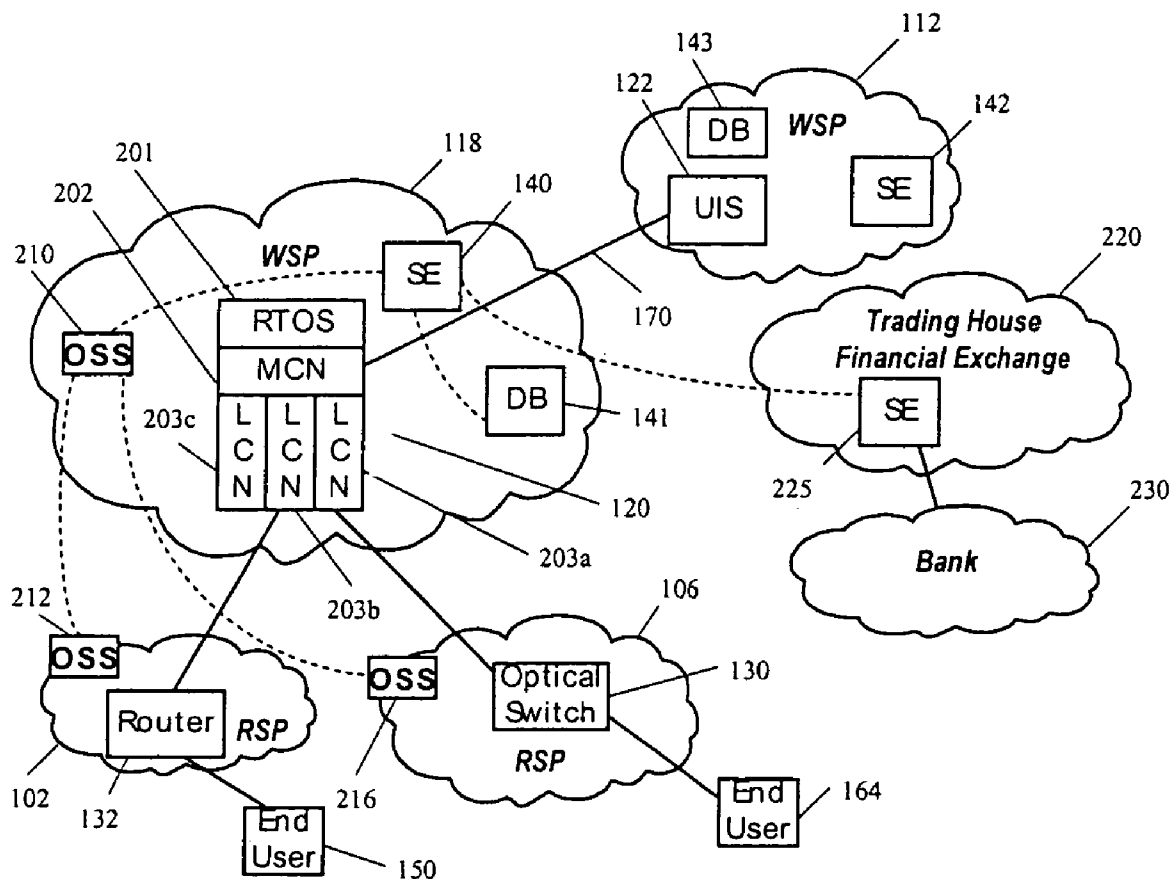 112
143
122
DB
WSP
142
118
SE
201
140
UIS
202
WSP
210
SE
220
RTOS
170
Trading House
Financial Exchange
OSS
MCN
DB
SE
203c
L
C
N
L
C
N
L
C
N
141
225
230
120
203a
Bank
203b
212
106
OSS
OSS
Optical
Switch
130
Router
RSP
RSP
102
132
216
End
User
164
End
User
150